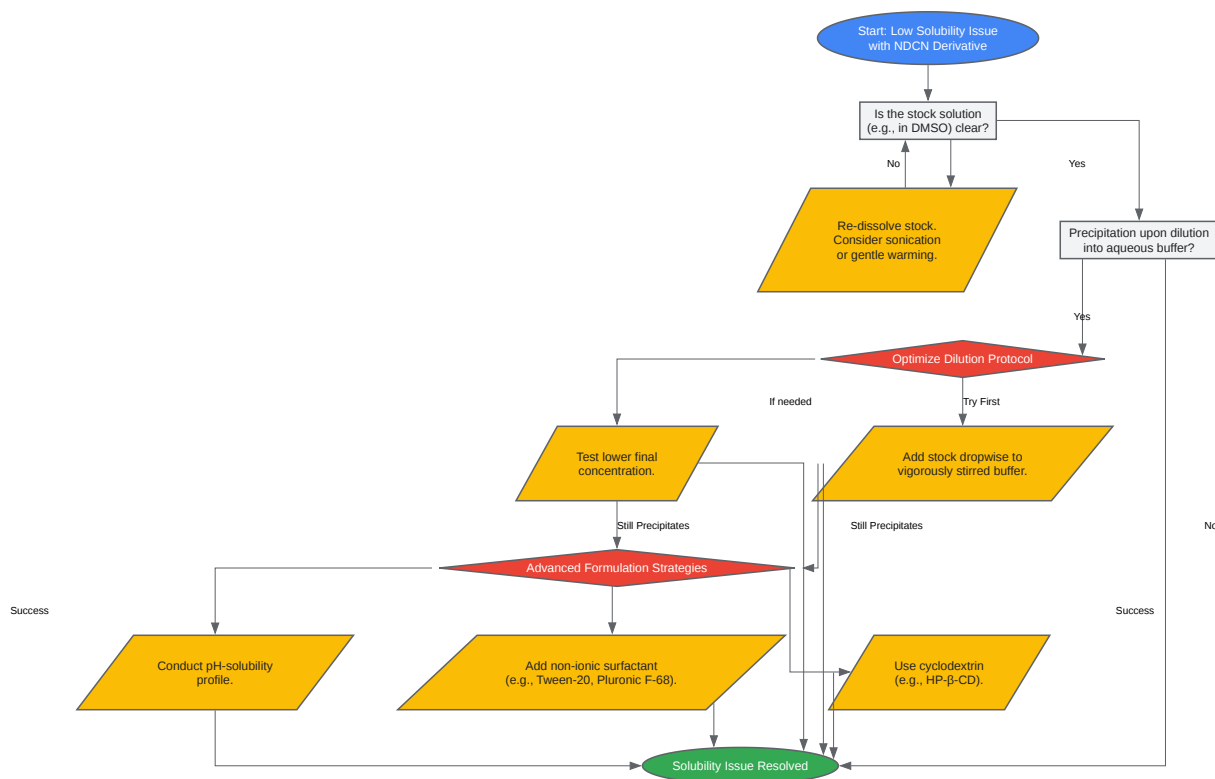 Start: Low Solubility Issue
with NDCN Derivative
Is the stock solution
(e.g., in DMSO) clear?
No
Yes
Re-dissolve stock.
Consider sonication
or gentle warming.
Precipitation upon dilution
into aqueous buffer?
Yes
Optimize Dilution Protocol
If needed
Try First
Test lower final
concentration.
Add stock dropwise to
vigorously stirred buffer.
Still Precipitates
Still Precipitates
No
Advanced Formulation Strategies
Success
Success
Conduct pH-solubility
profile.
Add non-ionic surfactant
(e.g., Tween-20, Pluronic F-68).
Use cyclodextrin
(e.g., HP-β-CD).
Solubility Issue Resolved